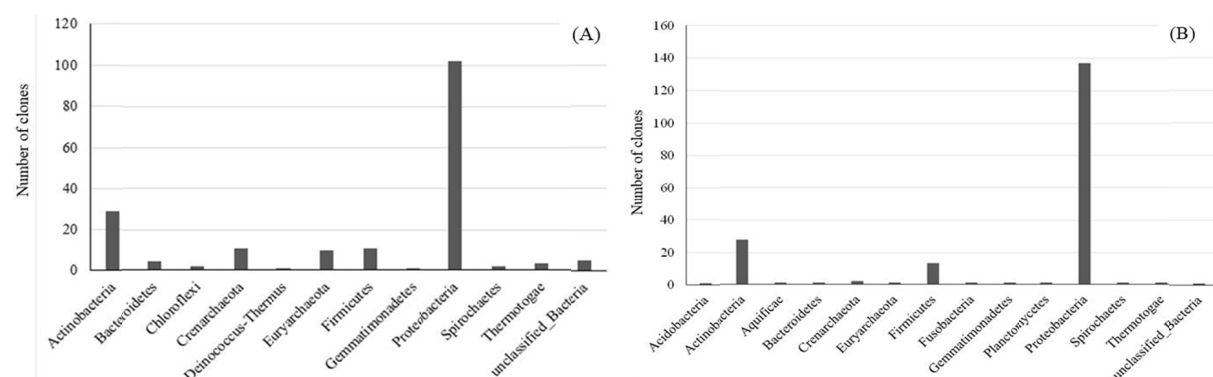 (A)
Number of clones
120
100
80
60
40
20
0
Actinobacteria
Bacteroidetes
Chloroflexi
Crenarchaeota
Deinococcus-Thermus
Euryarchaeota
Firmicutes
Gemmatimonadetes
Proteobacteria
Spirochaetes
Thermotogae
unclassified_Bacteria
(B)
Number of clones
160
140
120
100
80
60
40
20
0
Acidobacteria
Actinobacteria
Aquificae
Bacteroidetes
Crenarchaeota
Euryarchaeota
Firmicutes
Fusobacteria
Gemmatimonadetes
Planctomycetes
Proteobacteria
Spirochaetes
Thermotogae
unclassified_Bacteria